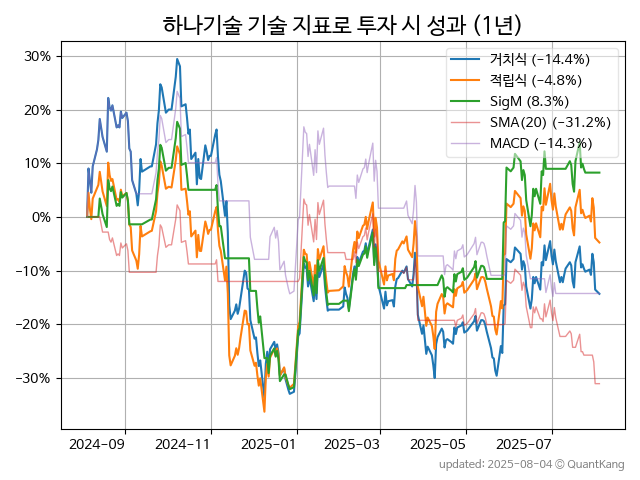 하나기술 기술 지표로 투자 시 성과 (1년)
거치식 (−14.4%)
적립식 (−4.8%)
SigM (8.3%)
SMA(20) (−31.2%)
MACD (−14.3%)
30%
20%
10%
0%
−10%
−20%
−30%
2024−09 2024−11 2025−01 2025−03 2025−05 2025−07
updated: 2025−08−04 © QuantKang